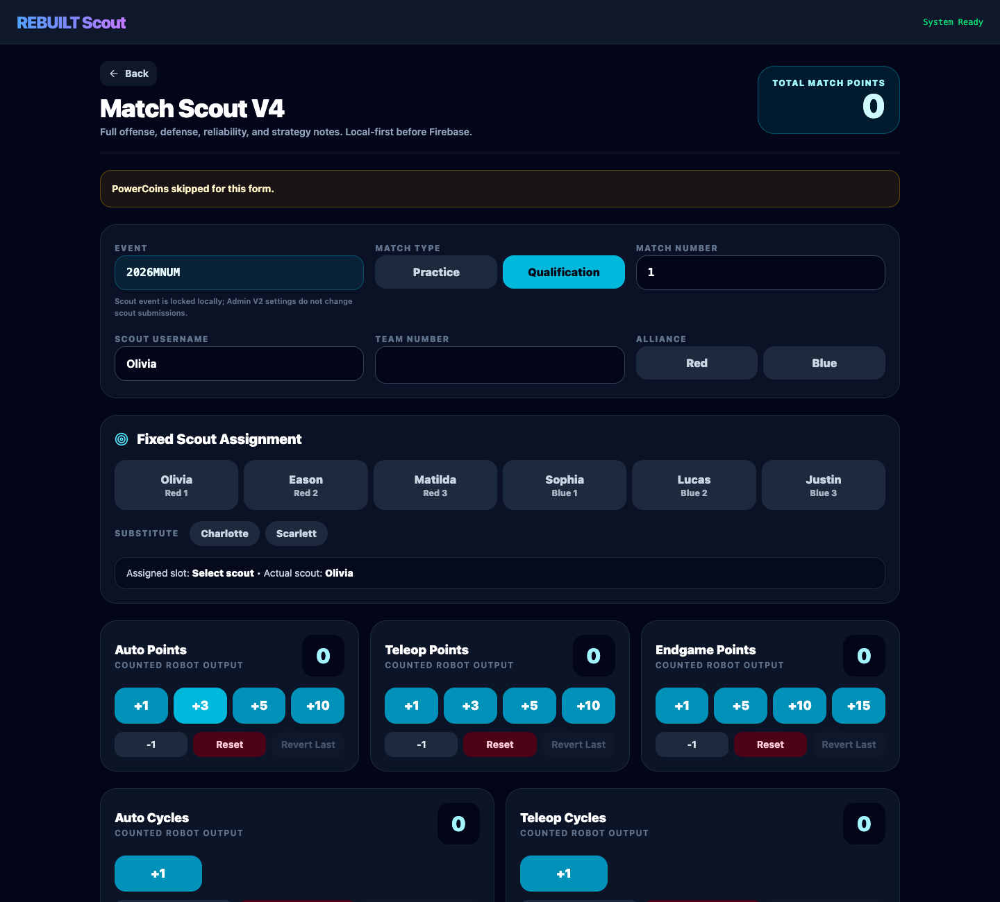 REBUILT Scout
System Ready
← Back
Match Scout V4
Full offense, defense, reliability, and strategy notes. Local-first before Firebase.
TOTAL MATCH POINTS
0
PowerCoins skipped for this form.
EVENT
2026MNUM
Scout event is locked locally; Admin V2 settings do not change
scout submissions.
MATCH TYPE
Practice
Qualification
MATCH NUMBER
1
SCOUT USERNAME
Olivia
TEAM NUMBER
ALLIANCE
Red
Blue
Fixed Scout Assignment
Olivia
Red 1
Eason
Red 2
Matilda
Red 3
Sophia
Blue 1
Lucas
Blue 2
Justin
Blue 3
SUBSTITUTE
Charlotte
Scarlett
Assigned slot: Select scout • Actual scout: Olivia
Auto Points
COUNTED ROBOT OUTPUT
0
+1
+3
+5
+10
-1
Reset
Revert Last
Teleop Points
COUNTED ROBOT OUTPUT
0
+1
+3
+5
+10
-1
Reset
Revert Last
Endgame Points
COUNTED ROBOT OUTPUT
0
+1
+5
+10
+15
-1
Reset
Revert Last
Auto Cycles
COUNTED ROBOT OUTPUT
0
+1
Teleop Cycles
COUNTED ROBOT OUTPUT
0
+1